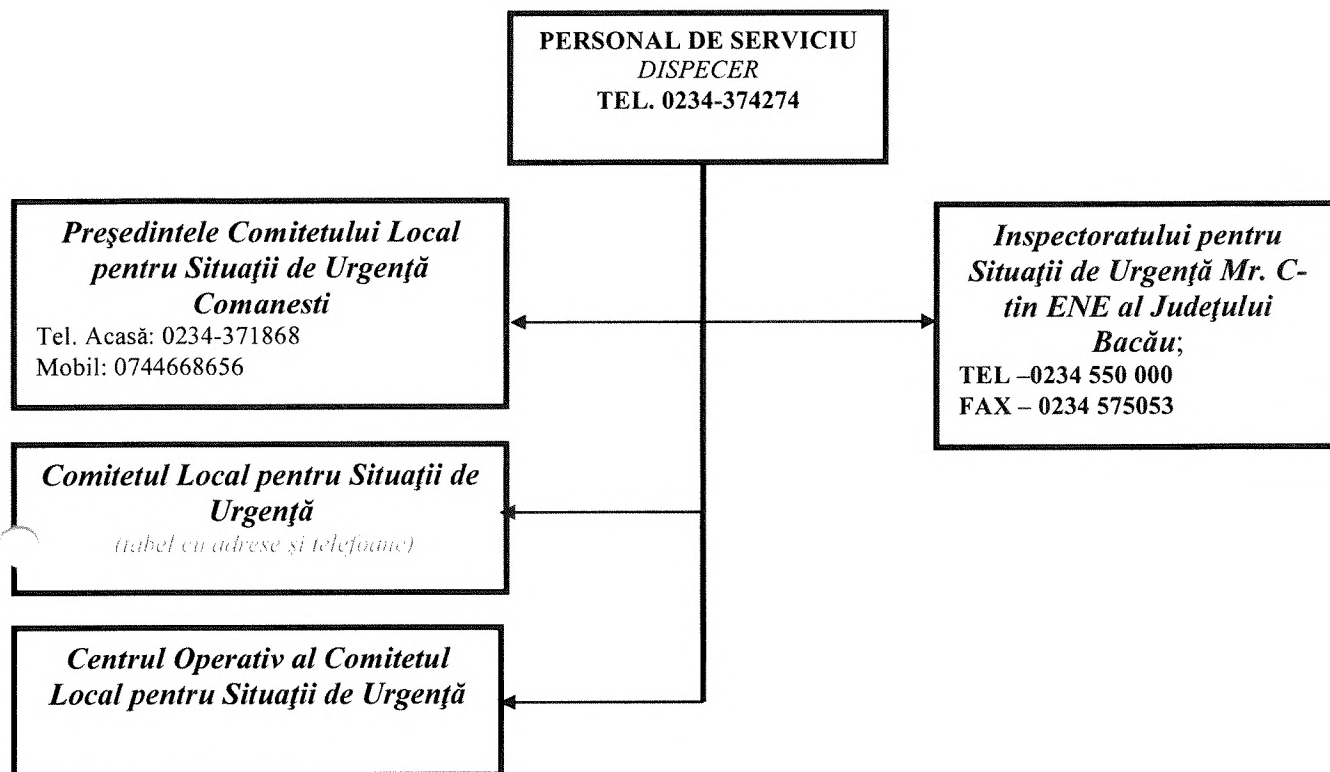 PERSONAL DE SERVICIU
DISPECER
TEL. 0234-374274
Preşedintele Comitetului Local
pentru Situaţii de Urgenţă
Comanesti
Tel. Acasă: 0234-371868
Mobil: 0744668656
Inspectoratului pentru
Situaţii de Urgenţă Mr. C-
tin ENE al Judeţului
Bacău;
TEL –0234 550 000
FAX – 0234 575053
Comitetul Local pentru Situaţii de
Urgenţă
(tabel cu adrese şi telefoane)
Centrul Operativ al Comitetul
Local pentru Situaţii de Urgenţă